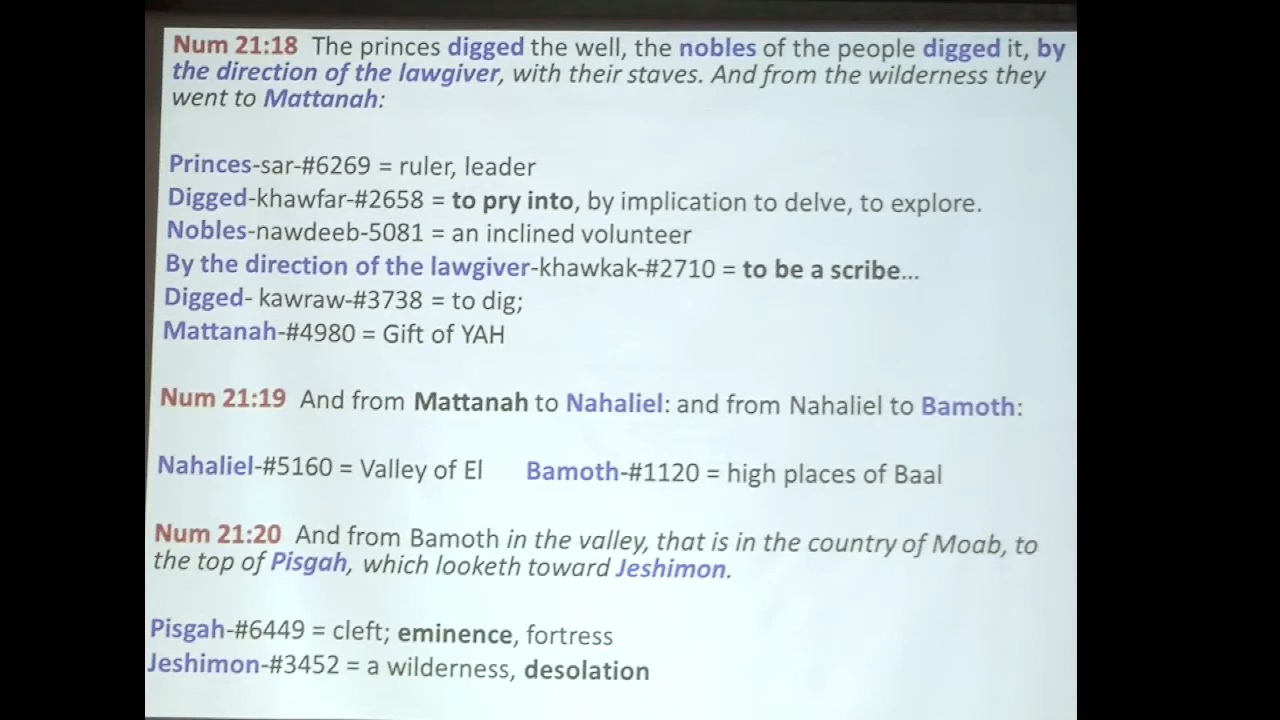 Num 21:18 The princes digged the well, the nobles of the people digged it, by
the direction of the lawgiver, with their staves. And from the wilderness they
went to Mattanah:
Princes-sar-#6269 = ruler, leader
Digged-khawfar-#2658 = to pry into, by implication to delve, to explore.
Nobles-nawdeeb-5081 = an inclined volunteer
By the direction of the lawgiver-khawkak-#2710 = to be a scribe...
Digged- kawraw-#3738 = to dig;
Mattanah-#4980 = Gift of YAH
Num 21:19 And from Mattanah to Nahaliel: and from Nahaliel to Bamoth:
Nahaliel-#5160 = Valley of El Bamoth-#1120 = high places of Baal
Num 21:20 And from Bamoth in the valley, that is in the country of Moab, to
the top of Pisgah, which looketh toward Jeshimon.
Pisgah-#6449 = cleft; eminence, fortress
Jeshimon-#3452 = a wilderness, desolation